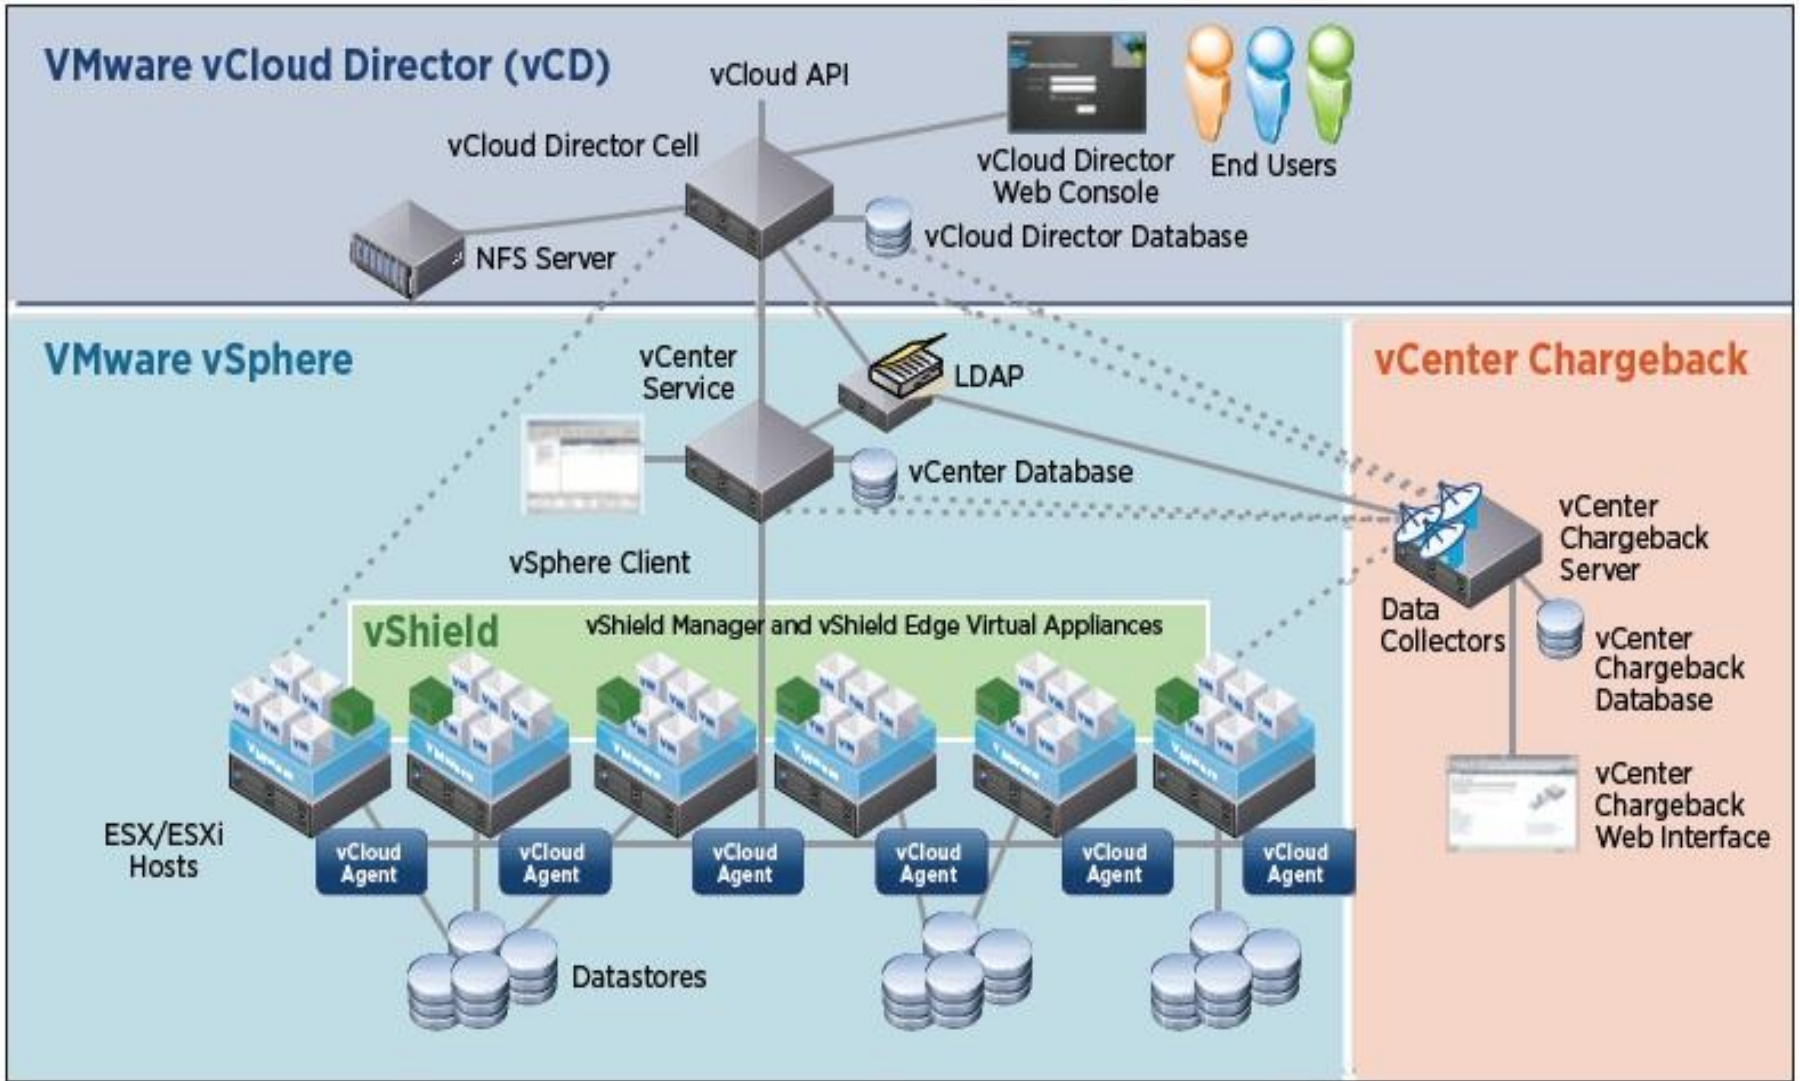 VMware vCloud Director (vCD)
vCloud API
vCloud Director Cell
vCloud Director
Web Console
End Users
NFS Server
vCloud Director Database
VMware vSphere
vCenter
Service
LDAP
vCenter Chargeback
vCenter Database
vSphere Client
vCenter
Chargeback
Server
Data
Collectors
vCenter
Chargeback
Database
vShield
vShield Manager and vShield Edge Virtual Appliances
vCenter
Chargeback
Web Interface
ESX/ESXi
Hosts
vCloud
Agent
vCloud
Agent
vCloud
Agent
vCloud
Agent
vCloud
Agent
vCloud
Agent
Datastores